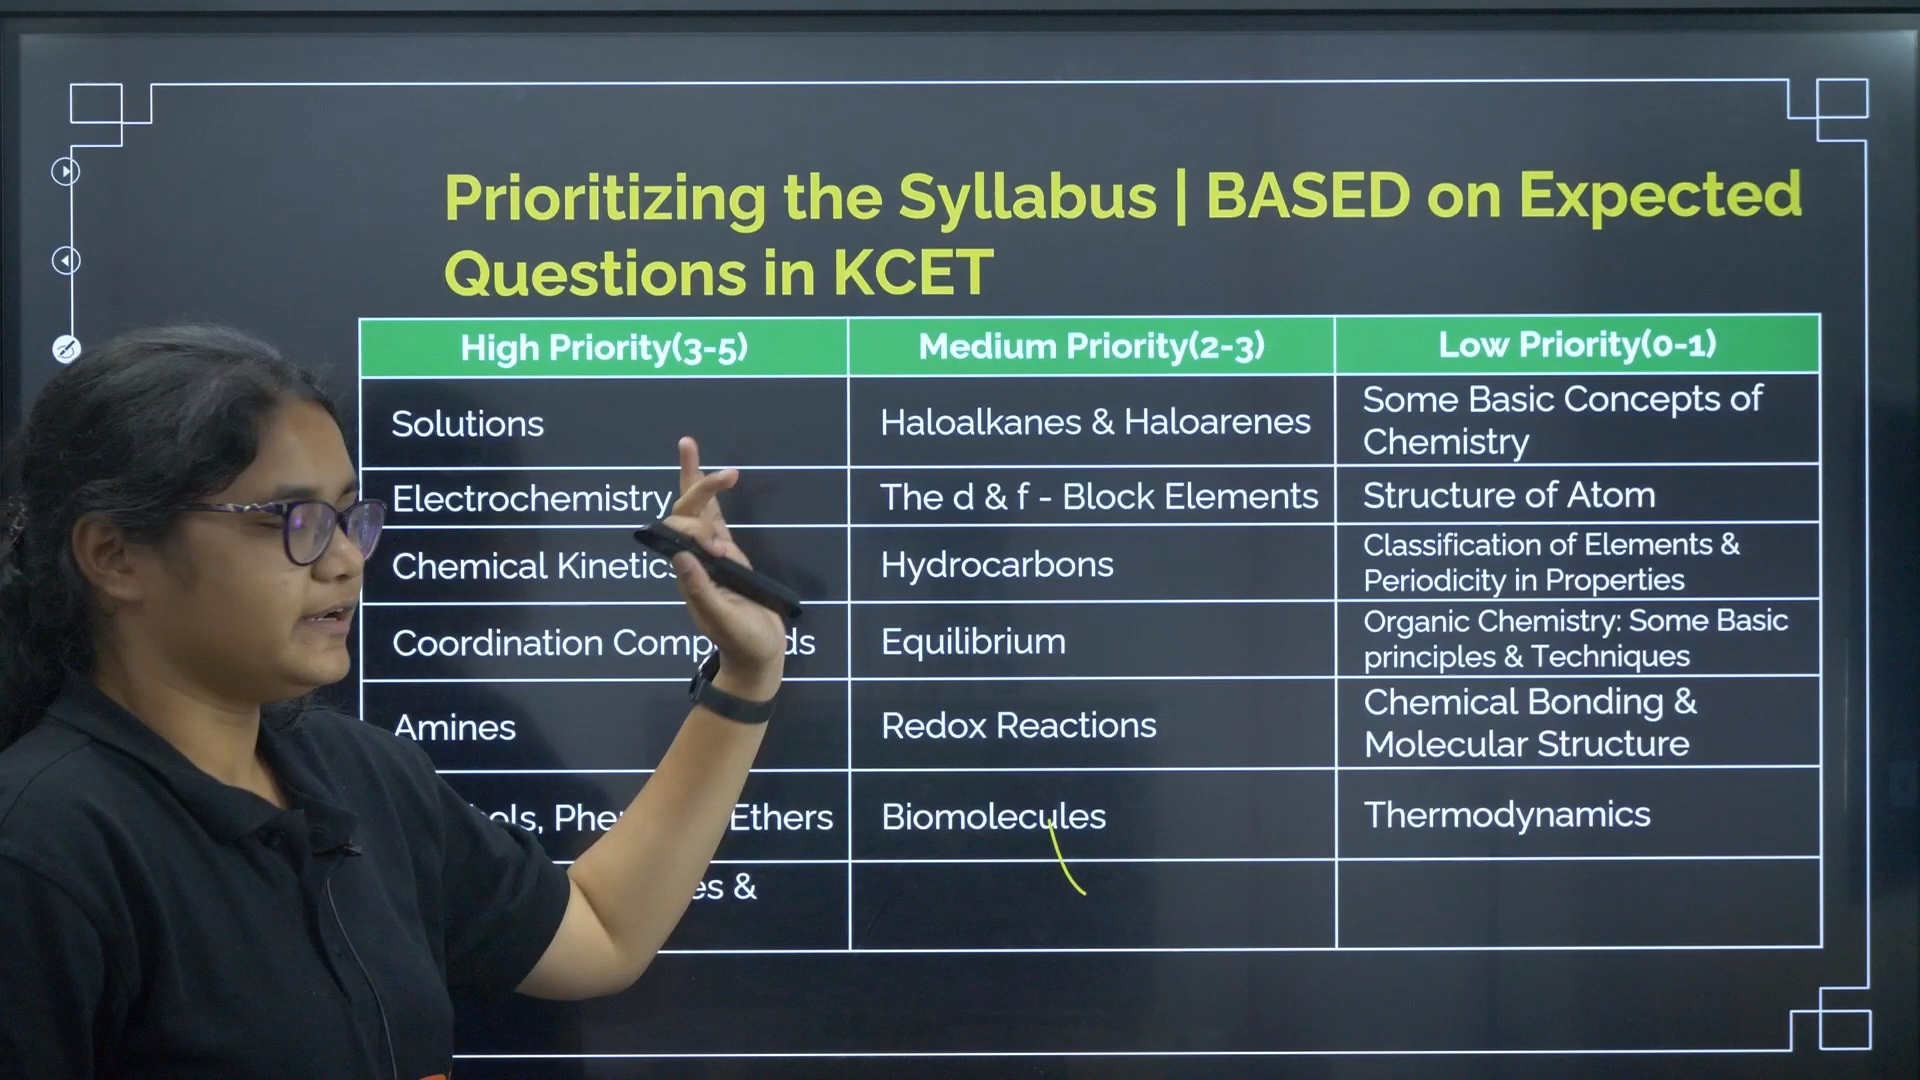 Prioritizing the Syllabus | BASED on Expected
Questions in KCET
High Priority(3-5) Medium Priority(2-3) Low Priority(0-1)
Solutions Haloalkanes & Haloarenes Some Basic Concepts of
Chemistry
Electrochemistry The d & f - Block Elements Structure of Atom
Chemical Kinetics Hydrocarbons Classification of Elements &
Periodicity in Properties
Coordination Equilibrium Organic Chemistry: Some Basic
principles & Techniques
Amines Redox Reactions Chemical Bonding &
Molecular Structure
Ethers Biomolecules Thermodynamics
&